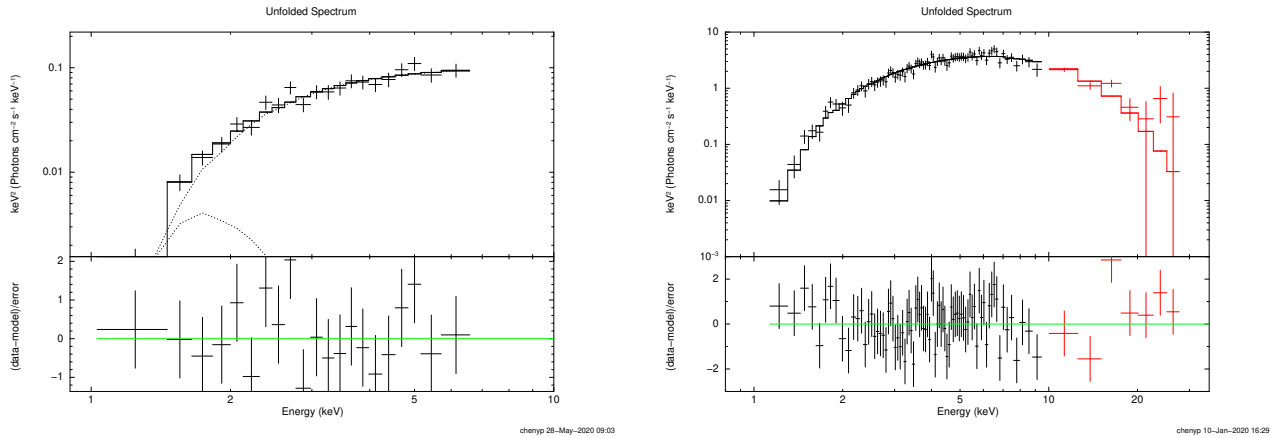 Unfolded Spectrum
0.1
0.01
keV² (Photons cm⁻² s⁻¹ keV⁻¹)
2
1
0
−1
(data−model)/error
1
2
5
10
Energy (keV)
chenyp 28−May−2020 09:03
Unfolded Spectrum
10
1
0.1
0.01
10⁻³
keV² (Photons cm⁻² s⁻¹ keV⁻¹)
2
0
−2
(data−model)/error
1
2
5
10
20
Energy (keV)
chenyp 10−Jan−2020 16:29